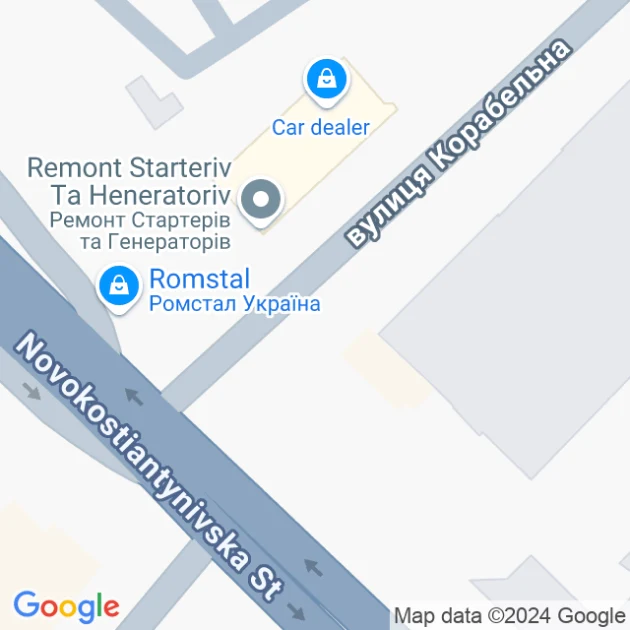 Car dealer
вулиця Корабельна
Remont Starteriv
Ta Heneratoriv
Ремонт Стартерів
та Генераторів
Romstal
Ромстал Україна
Novokostiantynivska St
Google
Map data ©2024 Google